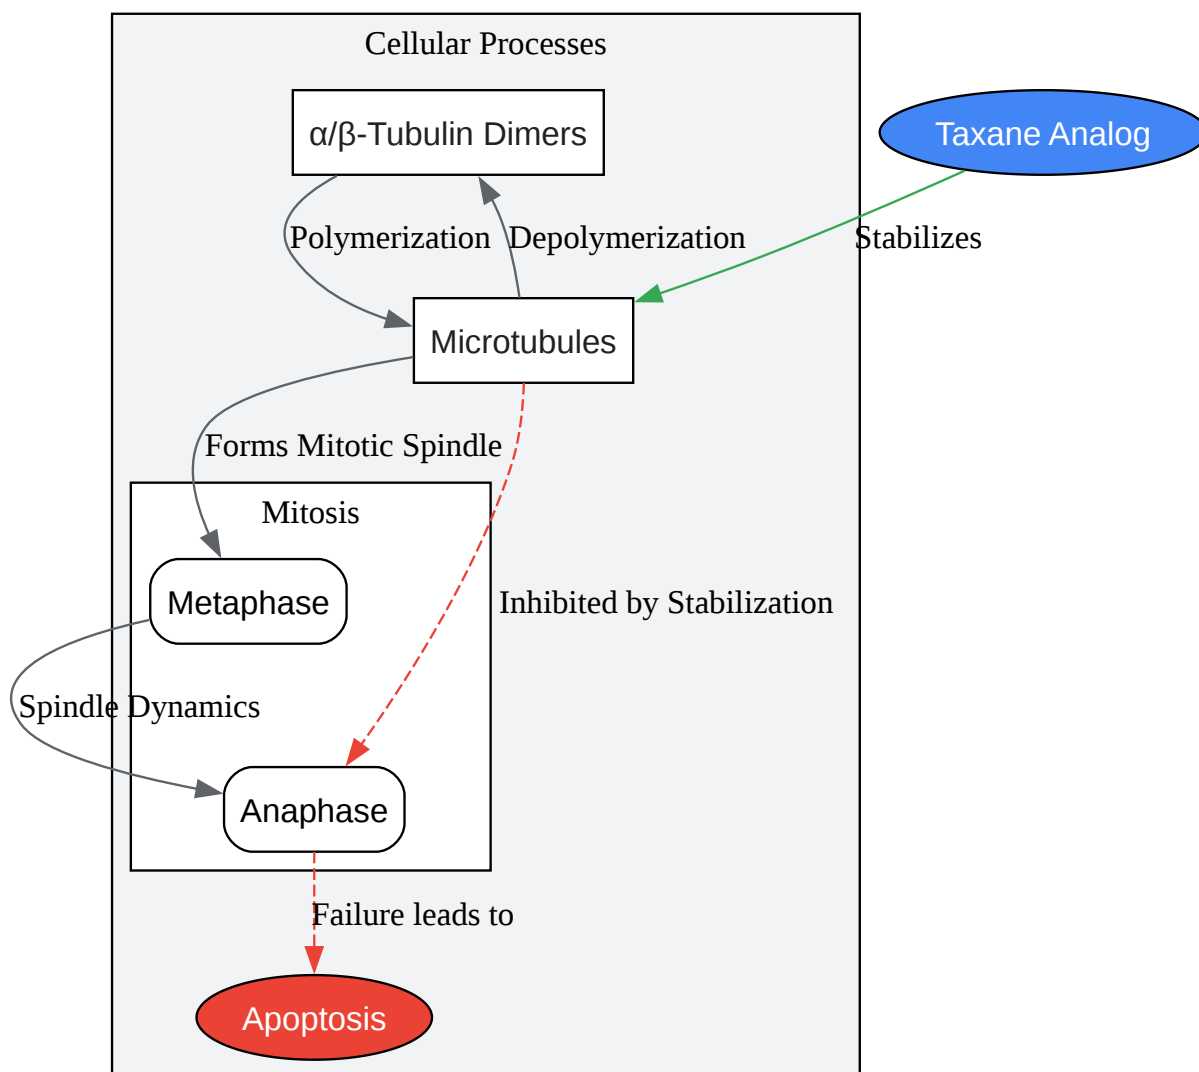 Cellular Processes
α/β-Tubulin Dimers
Taxane Analog
Polymerization
Depolymerization
Stabilizes
Microtubules
Forms Mitotic Spindle
Mitosis
Metaphase
Inhibited by Stabilization
Spindle Dynamics
Anaphase
Failure leads to
Apoptosis